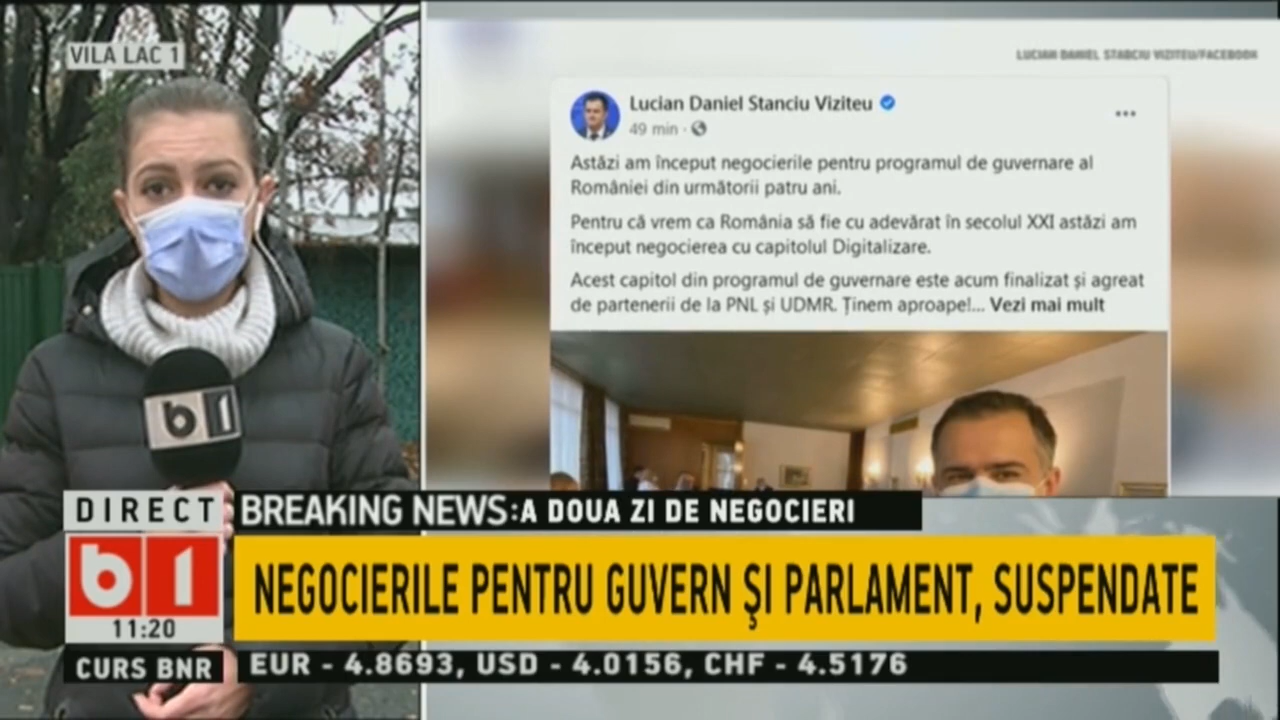 VILA LAC 1
LUCIAN DANIEL STANCIU VIZITEU/FACEBOOK
Lucian Daniel Stanciu Viziteu
49 min ·
Astăzi am început negocierile pentru programul de guvernare al
României din următorii patru ani.
Pentru că vrem ca România să fie cu adevărat în secolul XXI astăzi am
început negocierea cu capitolul Digitalizare.
Acest capitol din programul de guvernare este acum finalizat și agreat
de partenerii de la PNL și UDMR. Ținem aproape!... Vezi mai mult
b1
DIRECT
BREAKING NEWS:A DOUA ZI DE NEGOCIERI
b1
NEGOCIERILE PENTRU GUVERN ŞI PARLAMENT, SUSPENDATE
11:20
CURS BNR
EUR - 4.8693, USD - 4.0156, CHF - 4.5176